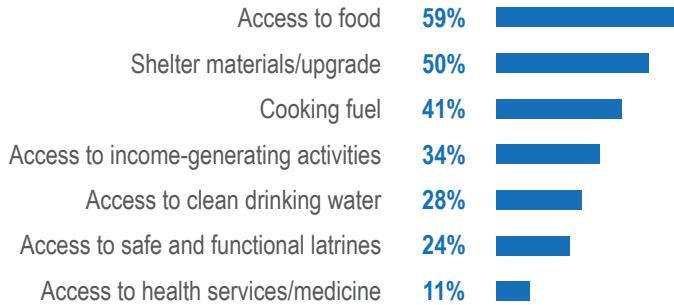 Access to food 59%
Shelter materials/upgrade 50%
Cooking fuel 41%
Access to income-generating activities 34%
Access to clean drinking water 28%
Access to safe and functional latrines 24%
Access to health services/medicine 11%